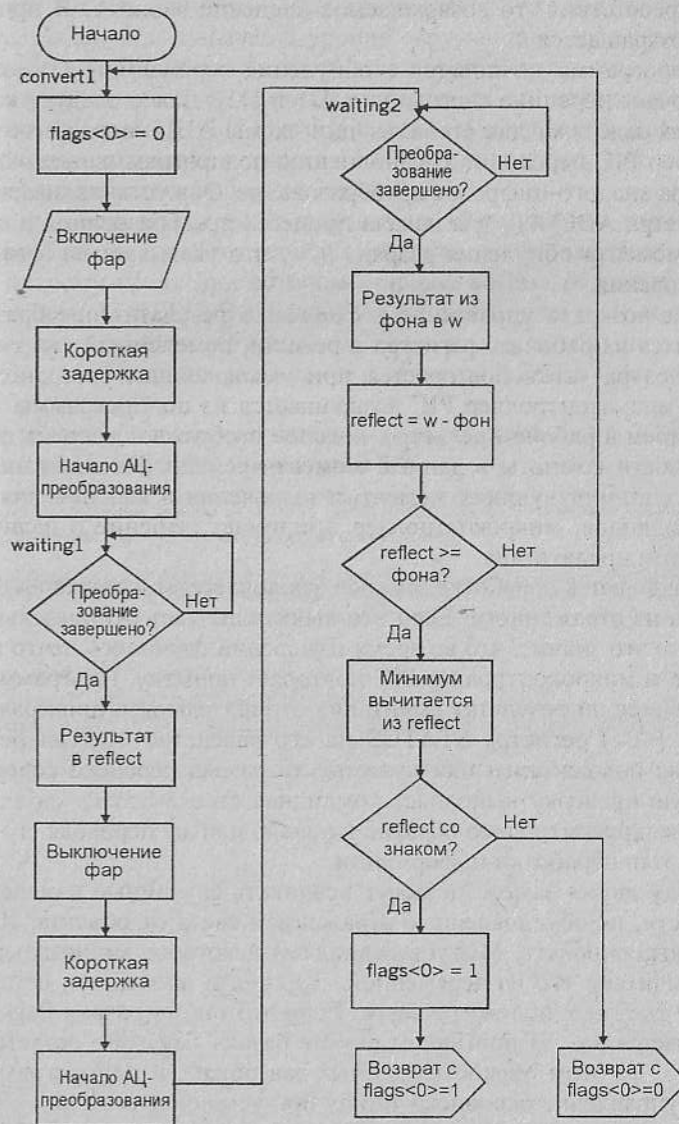 Начало
convert1
flags<0> = 0
Включение
фар
Короткая
задержка
Начало АЦ-
преобразования
waiting1
Преобра-
зование
завершено?
Нет
Да
Результат
в reflect
Выключение
фар
Короткая
задержка
Начало АЦ-
преобразования
waiting2
Преобра-
зование
завершено?
Нет
Да
Результат из
фона в w
reflect = w - фон
reflect >=
фона?
Нет
Да
Минимум
вычитается
из reflect
reflect со
знаком?
Нет
Да
flags<0> = 1
Возврат с
flags<0>=1
Возврат с
flags<0>=0